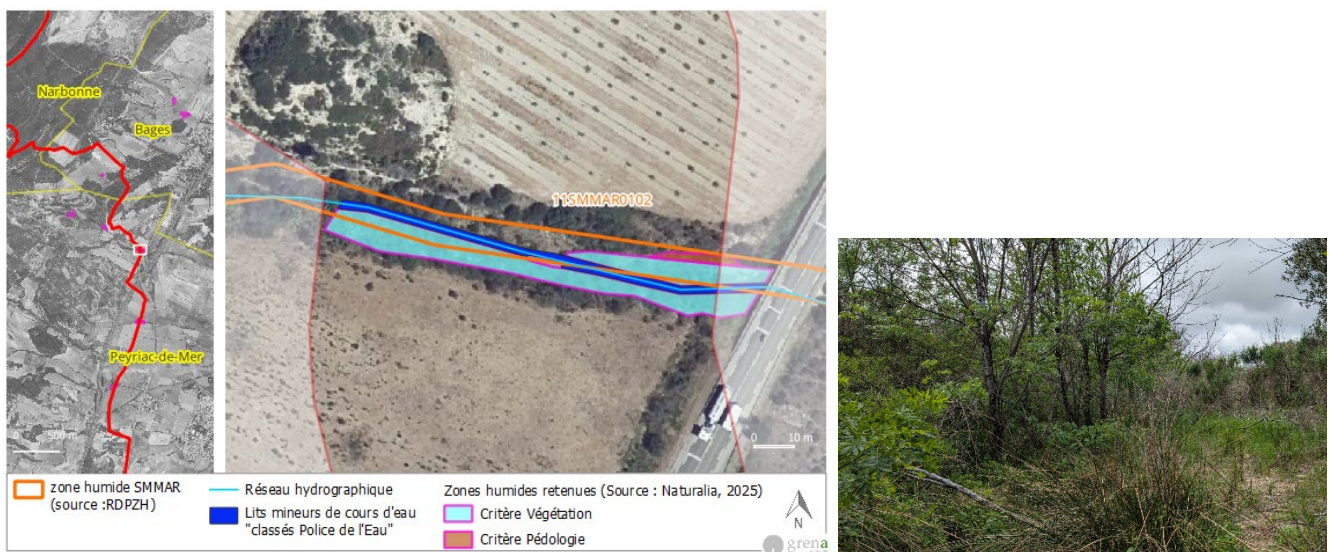 Narbonne
Bages
Peyriac-de-Mer
500 m
11SMMAR0102
0 10 m
zone humide SMMAR
(source :RDPZH)
Réseau hydrographique
Lits mineurs de cours d'eau
"classés Police de l'Eau"
Zones humides retenues (Source : Naturalia, 2025)
Critère Végétation
Critère Pédologie
N
grena